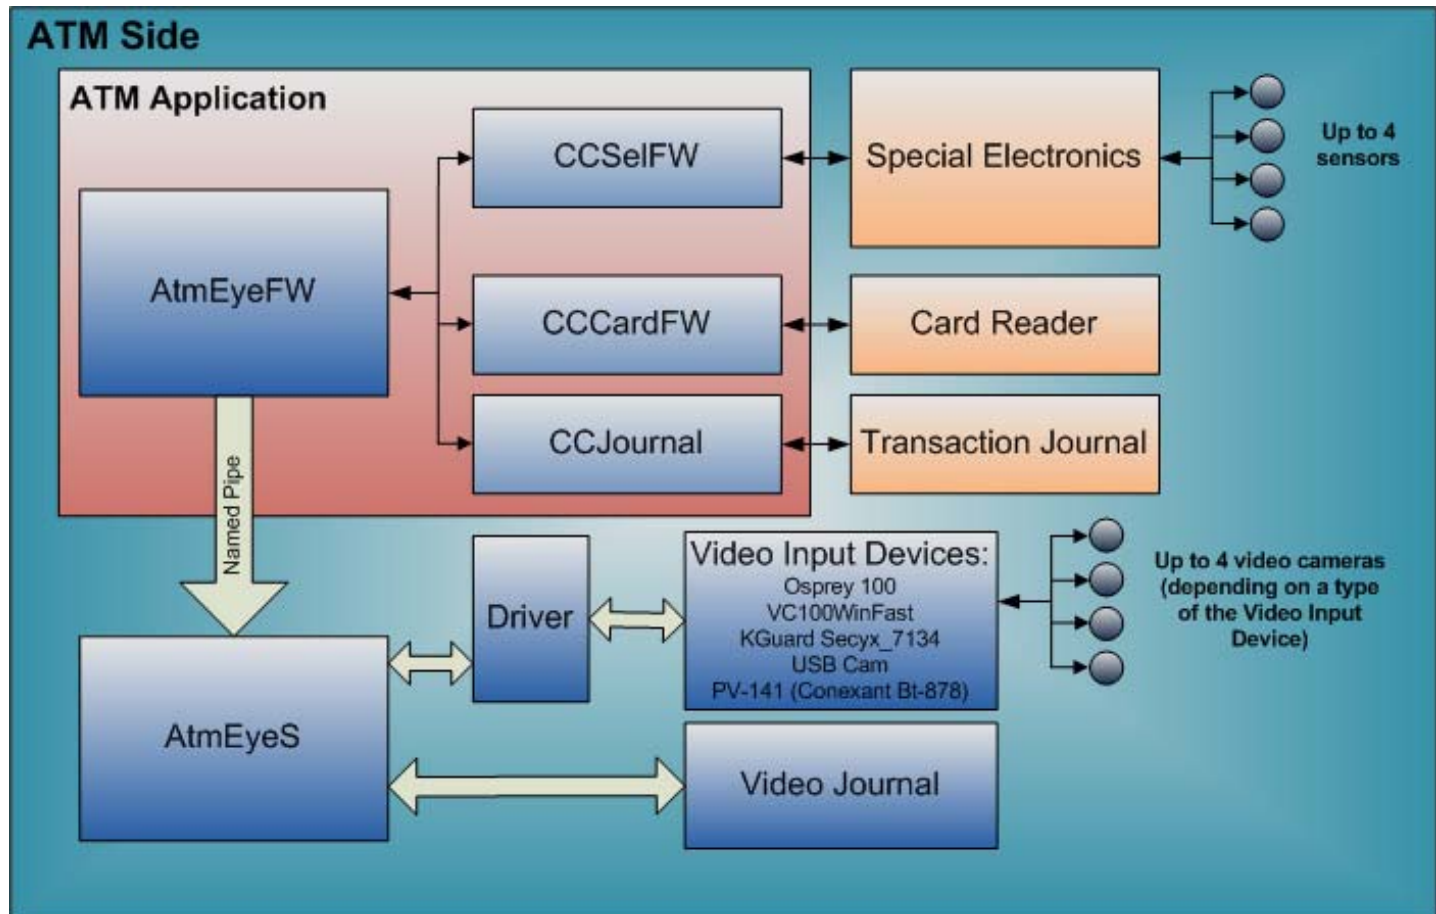 ATM Side
ATM Application
CCSelFW
Special Electronics
Up to 4
sensors
AtmEyeFW
CCCardFW
Card Reader
CCJournal
Transaction Journal
Named Pipe
Driver
Video Input Devices:
Osprey 100
VC100WinFast
KGuard Secyx_7134
USB Cam
PV-141 (Conexant Bt-878)
Up to 4 video cameras
(depending on a type
of the Video Input
Device)
AtmEyeS
Video Journal